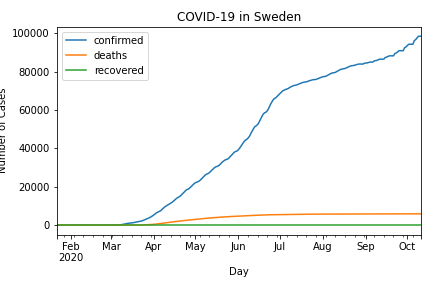 COVID-19 in Sweden
100000
80000
60000
40000
20000
0
Number of Cases
confirmed
deaths
recovered
Feb Mar Apr May Jun Jul Aug Sep Oct
2020
Day